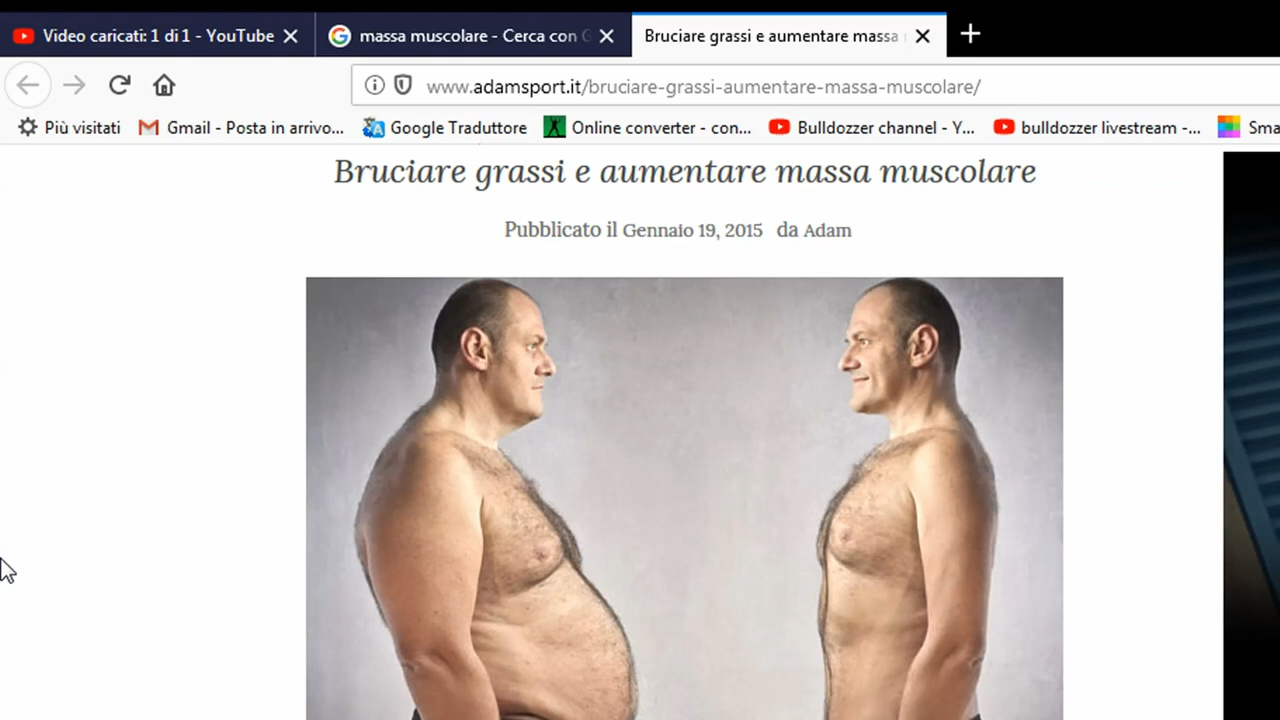 Video caricati: 1 di 1 - YouTube
massa muscolare - Cerca con G
Bruciare grassi e aumentare massa
www.adamsport.it/bruciare-grassi-aumentare-massa-muscolare/
Più visitati
Gmail - Posta in arrivo...
Google Traduttore
Online converter - con...
Bulldozzer channel - Y...
bulldozzer livestream -...
Sma
Bruciare grassi e aumentare massa muscolare
Pubblicato il Gennaio 19, 2015 da Adam